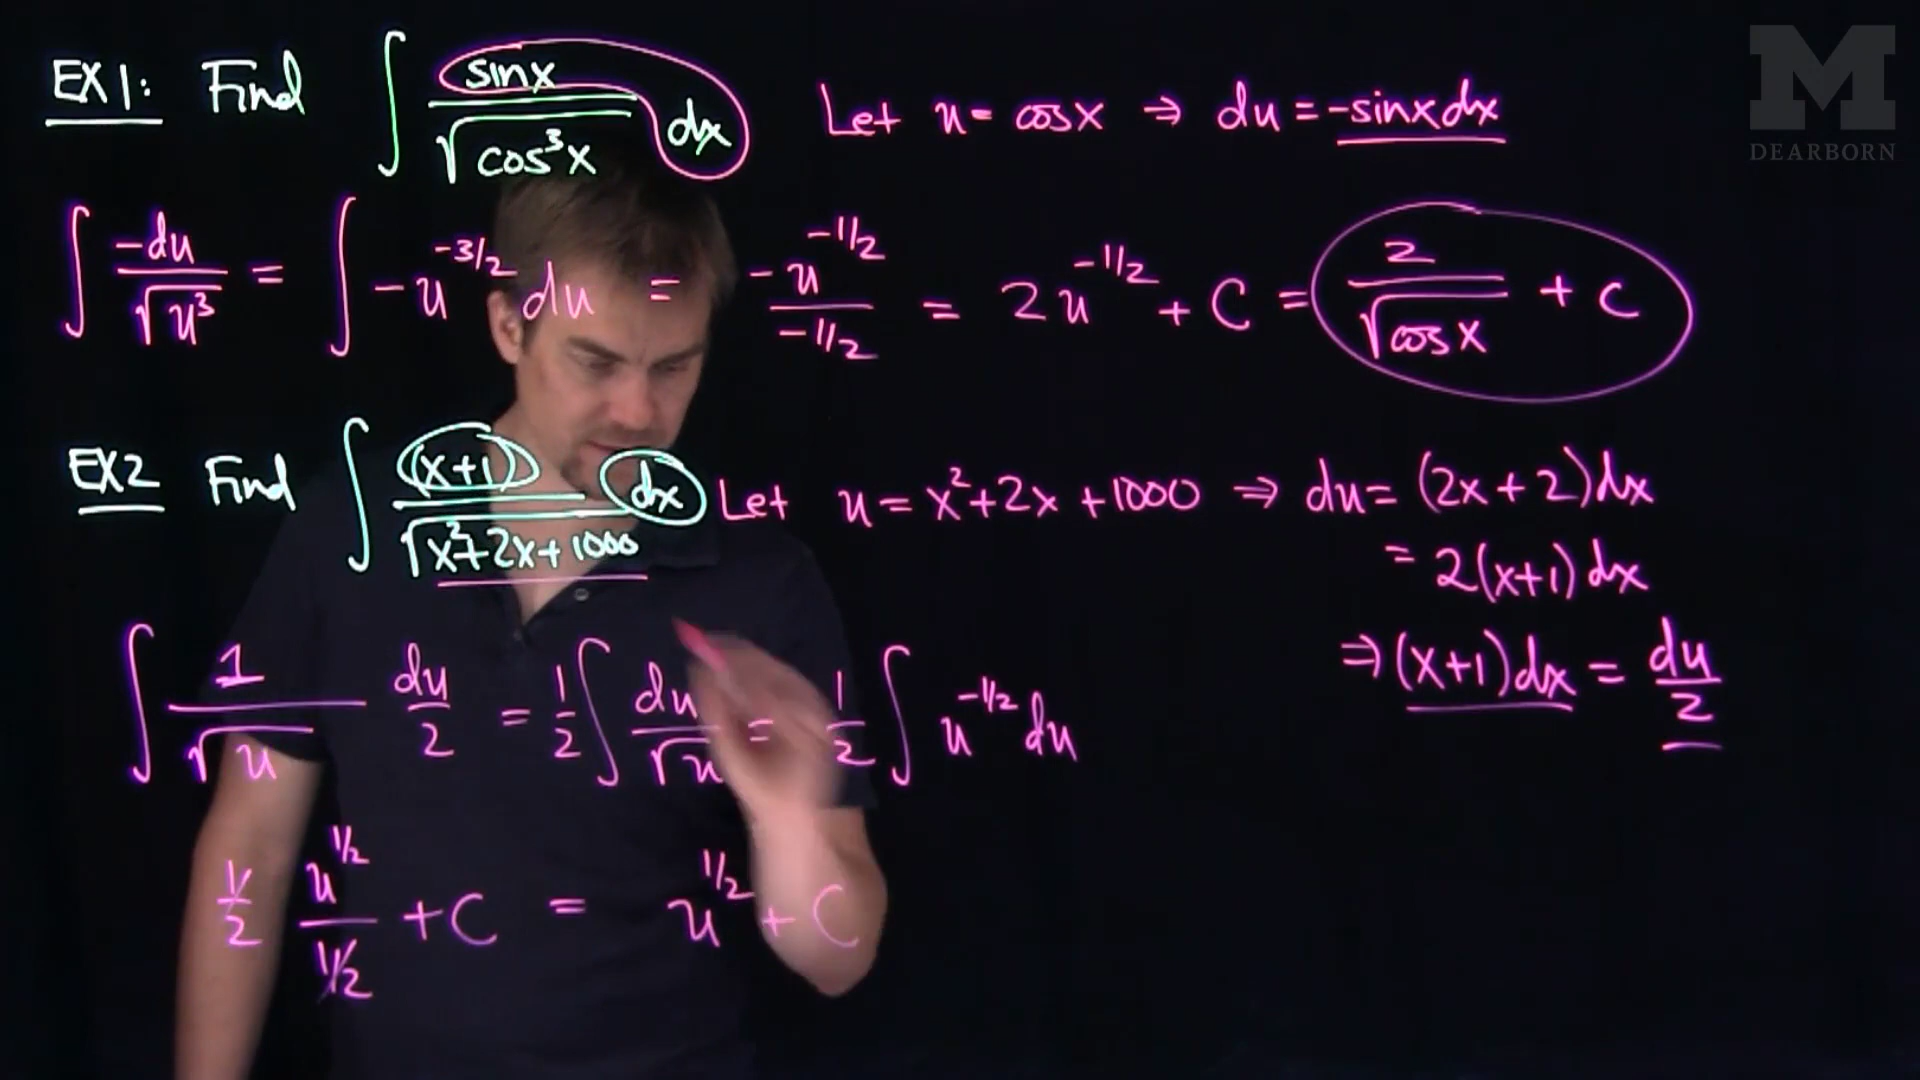 EX1: Find ∫ sinx / √cos³x dx Let u = cosx ⇒ du = -sinxdx
∫ -du / √u³ = ∫ -u^(-3/2) du = -u^(-1/2) / (-1/2) = 2u^(-1/2) + C = 2 / √cosx + C
EX2 Find ∫ (x+1) / √x²+2x+1000 dx Let u = x²+2x+1000 ⇒ du = (2x+2)dx
= 2(x+1)dx
⇒ (x+1)dx = du/2
∫ 1/√u du/2 = 1/2 ∫ du/√u = 1/2 ∫ u^(-1/2) du
1/2 u^(1/2) / (1/2) + C = u^(1/2) + C
M
DEARBORN